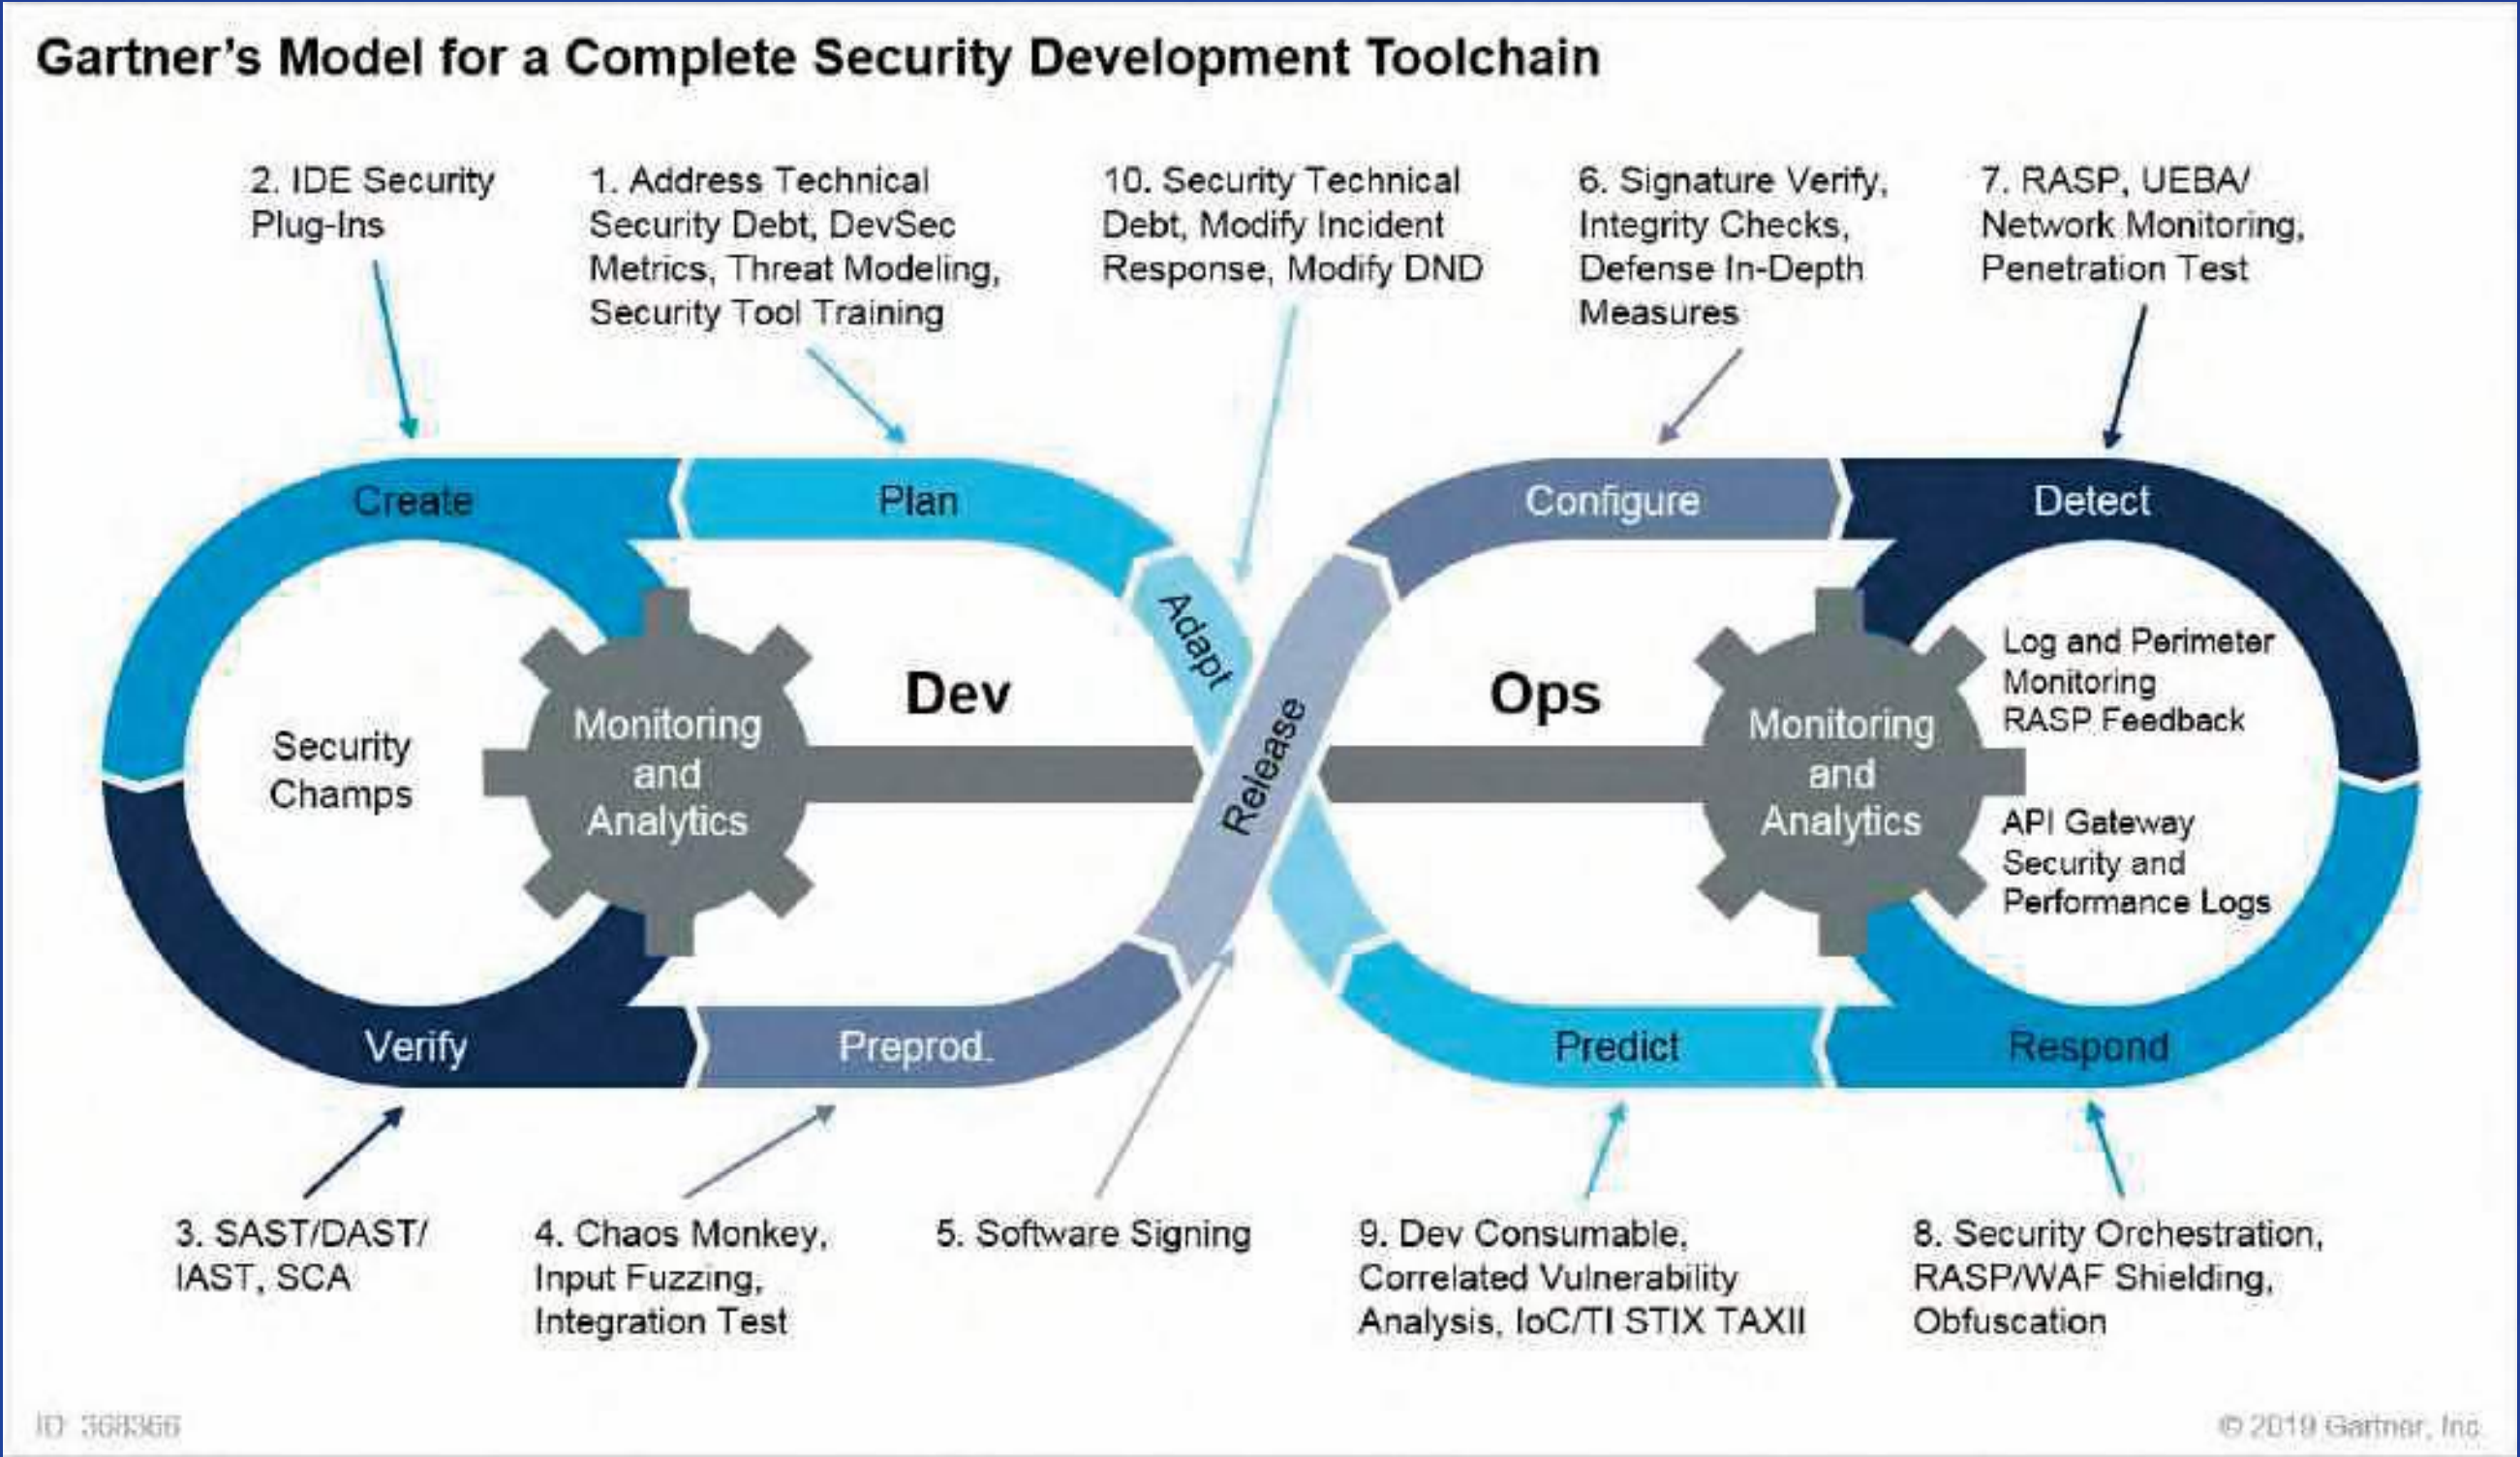 Gartner's Model for a Complete Security Development Toolchain
2. IDE Security
Plug-Ins
1. Address Technical
Security Debt, DevSec
Metrics, Threat Modeling,
Security Tool Training
10. Security Technical
Debt, Modify Incident
Response, Modify DND
6. Signature Verify,
Integrity Checks,
Defense In-Depth
Measures
7. RASP, UEBA/
Network Monitoring,
Penetration Test
Create
Plan
Adapt
Release
Configure
Detect
Security
Champs
Monitoring
and
Analytics
Dev
Ops
Monitoring
and
Analytics
Log and Perimeter
Monitoring
RASP Feedback
API Gateway
Security and
Performance Logs
Verify
Preprod.
Predict
Respond
3. SAST/DAST/
IAST, SCA
4. Chaos Monkey,
Input Fuzzing,
Integration Test
5. Software Signing
9. Dev Consumable,
Correlated Vulnerability
Analysis, IoC/TI STIX TAXII
8. Security Orchestration,
RASP/WAF Shielding,
Obfuscation
ID: 368366
© 2019 Gartner, Inc.